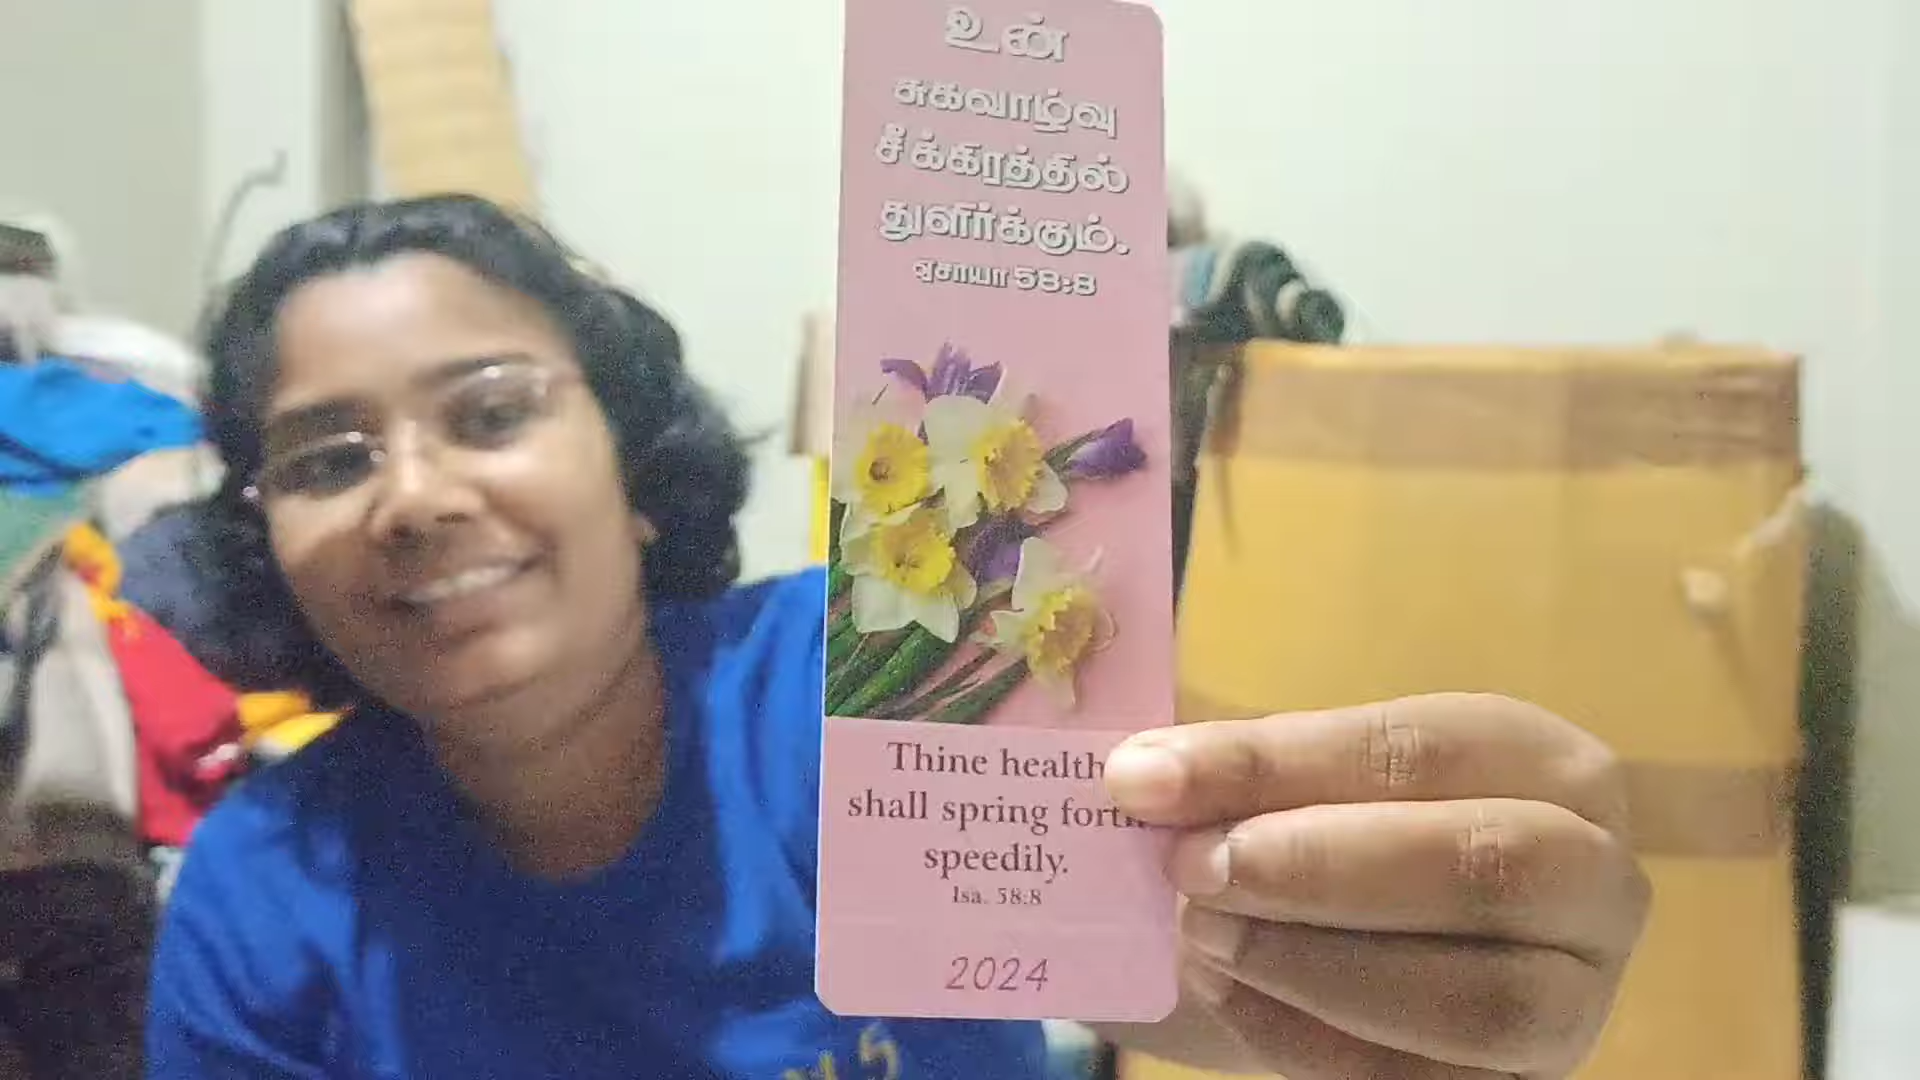 உன்
சுகவாழ்வு
சீக்கிரத்தில்
துளிர்க்கும்.
ஏசாயா 58:8
Thine health
shall spring forth
speedily.
Isa. 58:8
2024